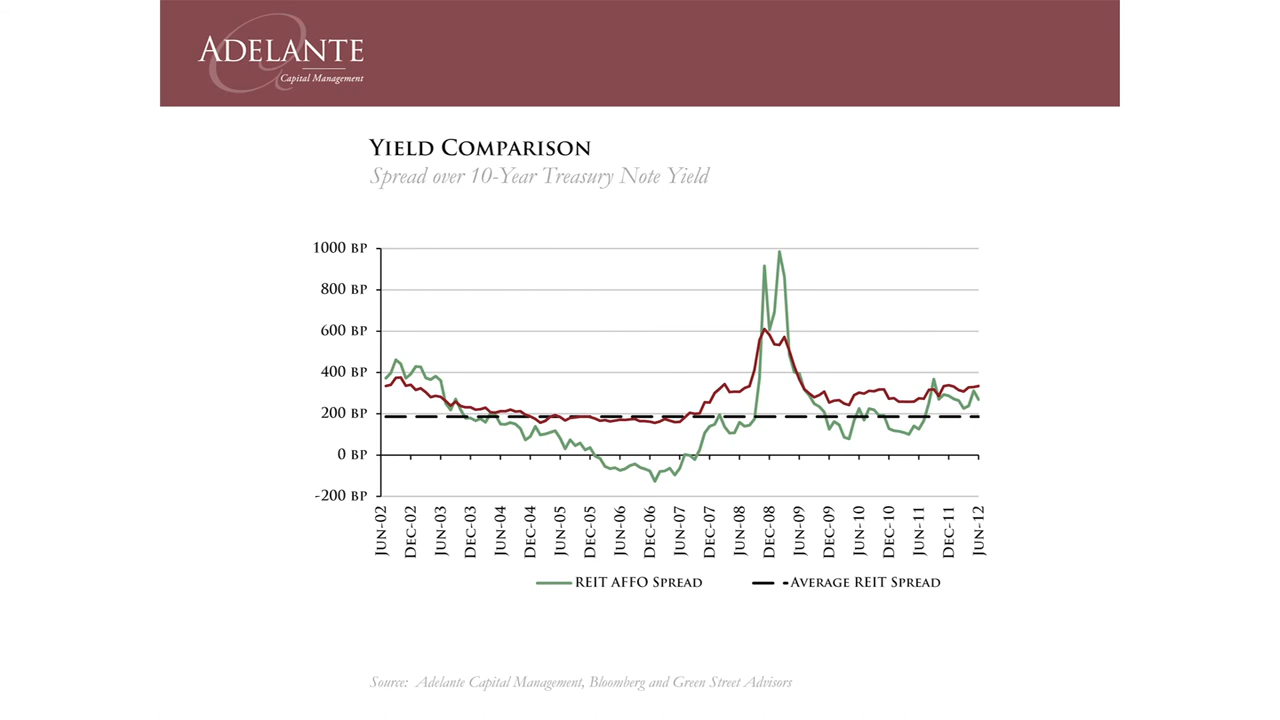 ADELANTE
Capital Management
YIELD COMPARISON
Spread over 10-Year Treasury Note Yield
1000 BP
800 BP
600 BP
400 BP
200 BP
0 BP
-200 BP
JUN-02
DEC-02
JUN-03
DEC-03
JUN-04
DEC-04
JUN-05
DEC-05
JUN-06
DEC-06
JUN-07
DEC-07
JUN-08
DEC-08
JUN-09
DEC-09
JUN-10
DEC-10
JUN-11
DEC-11
JUN-12
REIT AFFO SPREAD
AVERAGE REIT SPREAD
Source: Adelante Capital Management, Bloomberg and Green Street Advisors